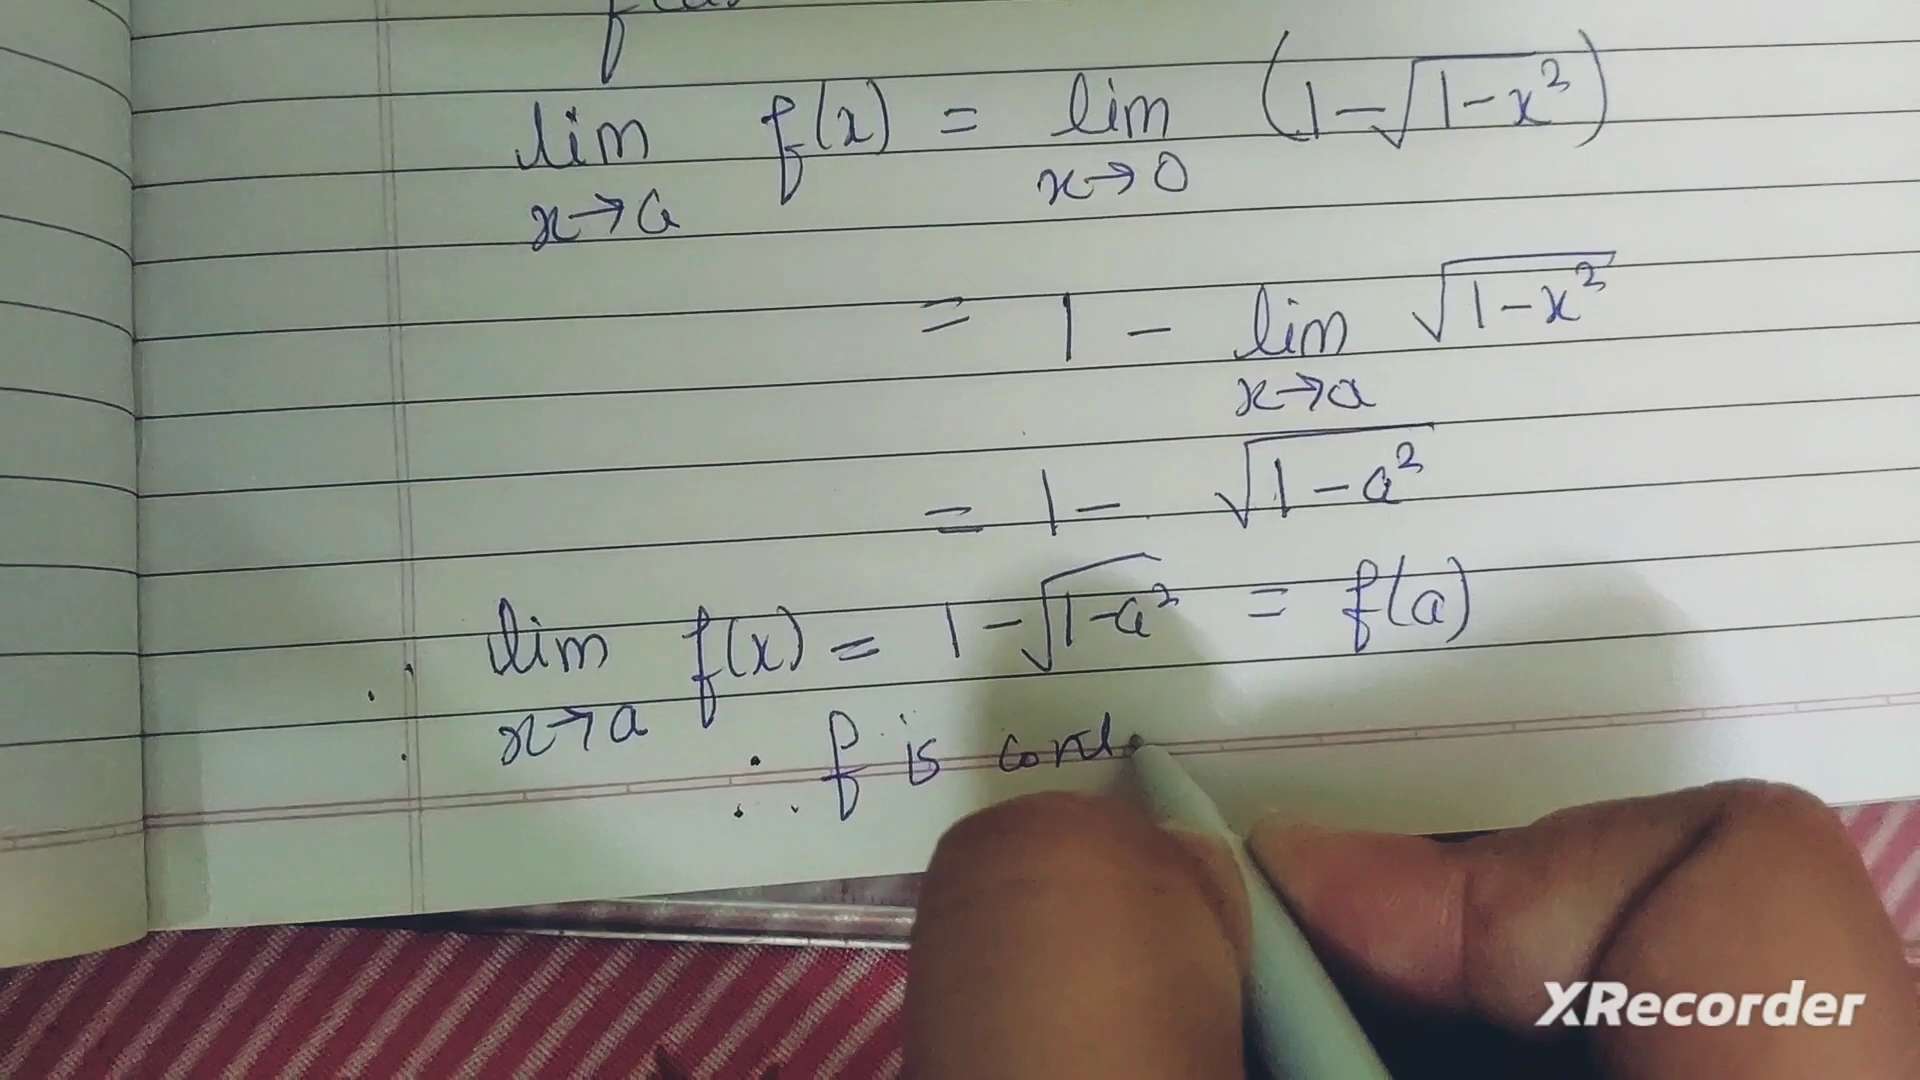 lim f(x) = lim (1-√1-x²)
x→a x→0
= 1 - lim √1-x²
x→a
= 1 - √1-a²
∴ lim f(x) = 1-√1-a² = f(a)
x→a
∴ f is cont
XRecorder